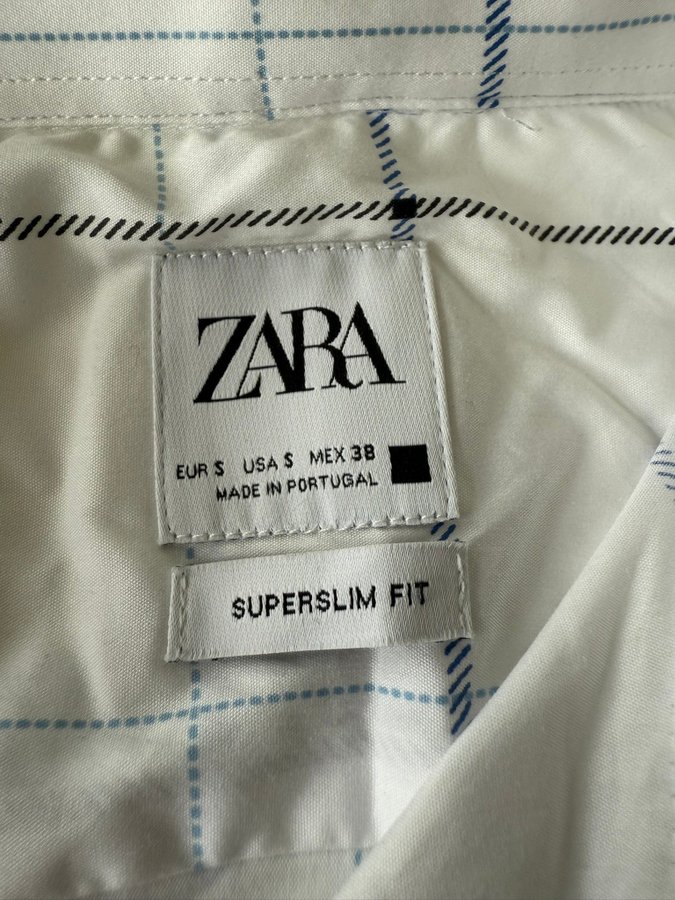 ZARA
EUR S USA S MEX 38
MADE IN PORTUGAL
SUPERSLIM FIT